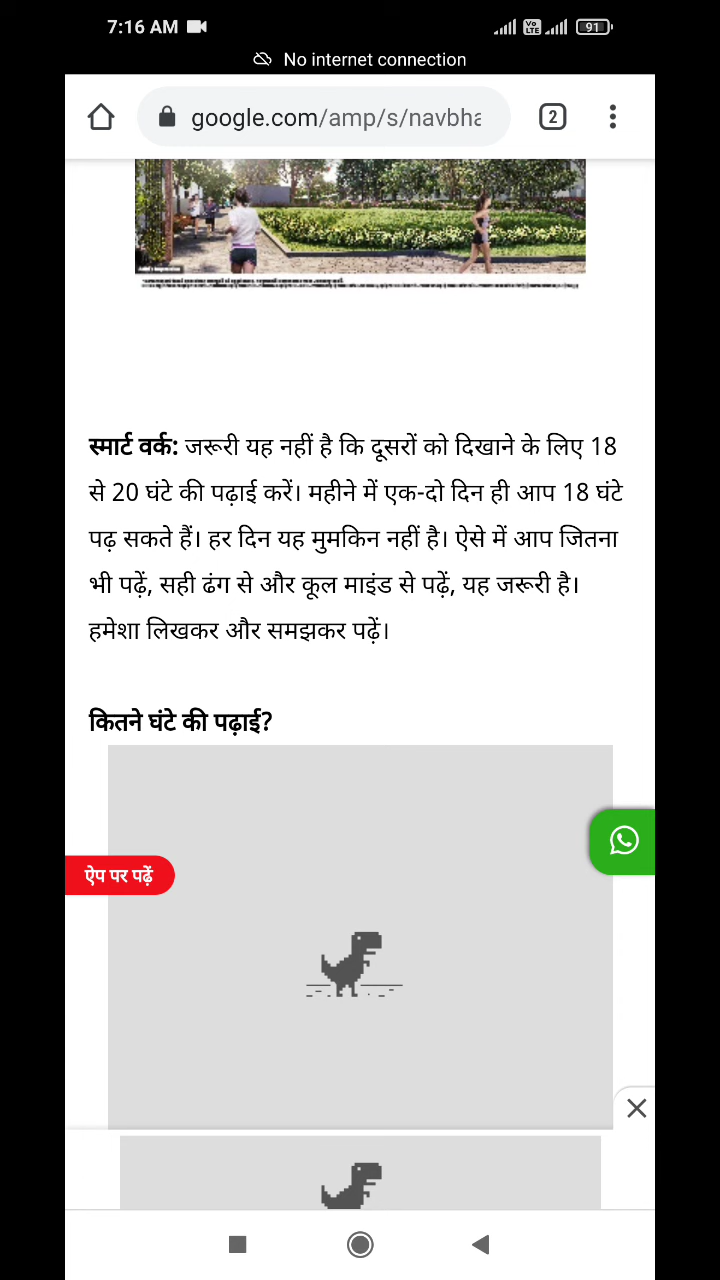 7:16 AM
Vo LTE
91
No internet connection
google.com/amp/s/navbha
2
स्मार्ट वर्क: जरूरी यह नहीं है कि दूसरों को दिखाने के लिए 18
से 20 घंटे की पढ़ाई करें। महीने में एक-दो दिन ही आप 18 घंटे
पढ़ सकते हैं। हर दिन यह मुमकिन नहीं है। ऐसे में आप जितना
भी पढ़ें, सही ढंग से और कूल माइंड से पढ़ें, यह जरूरी है।
हमेशा लिखकर और समझकर पढ़ें।
कितने घंटे की पढ़ाई?
ऐप पर पढ़ें